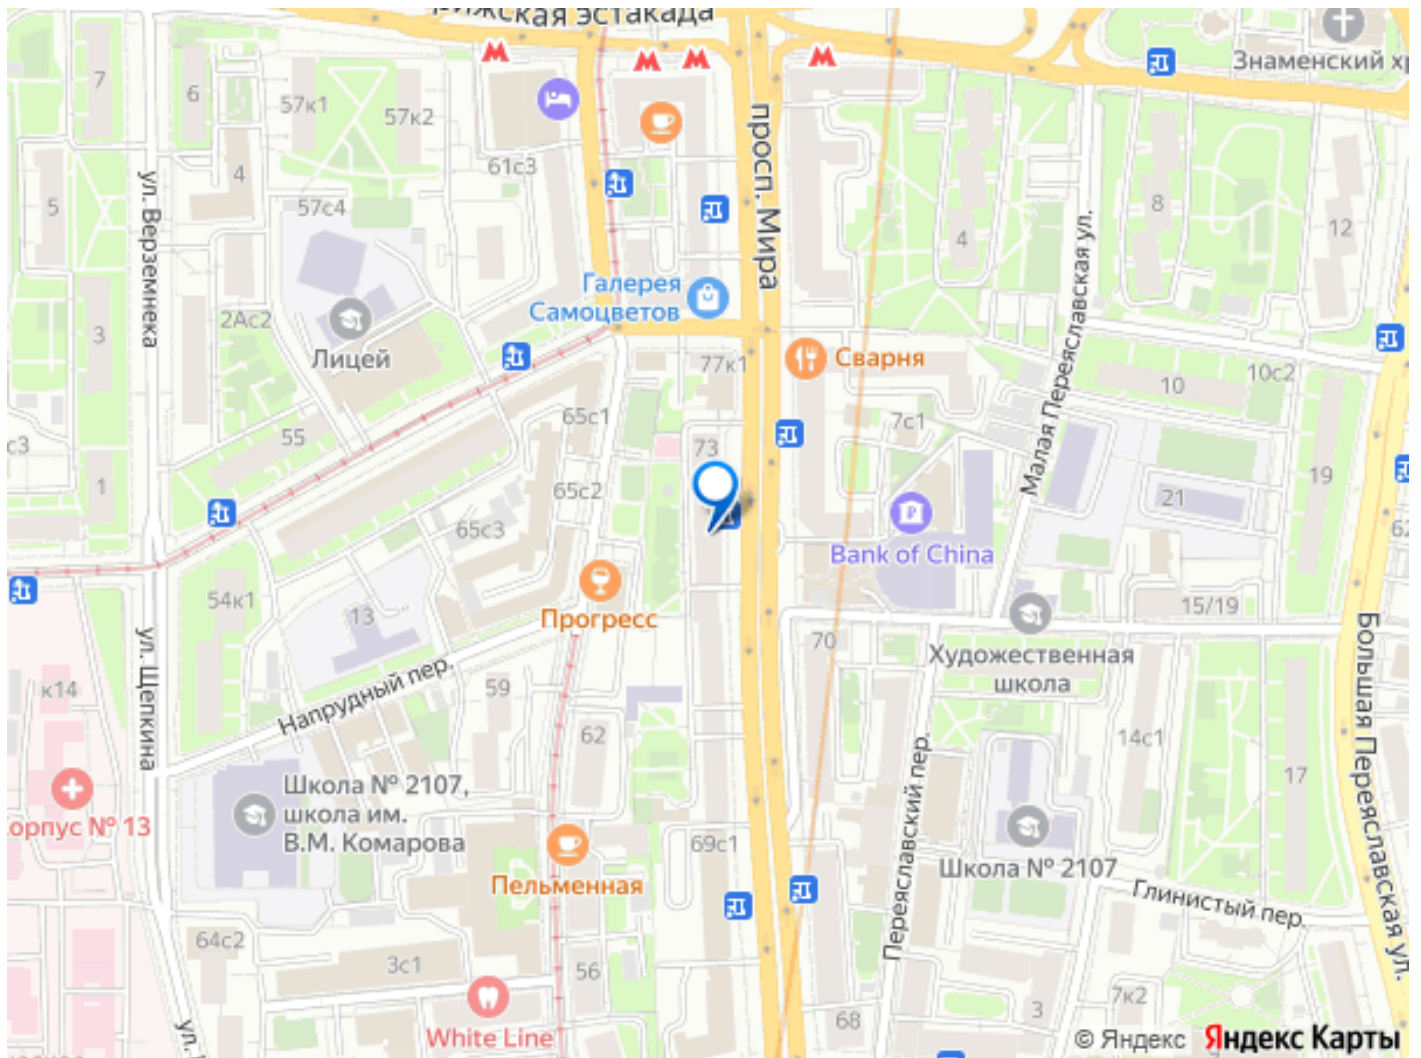 эстакада
7
6
57к1
57к2
4
61с3
просп. Мира
Знаменский
ул. Верземнека
5
57с4
8
12
4
Малая Переяславская ул.
Галерея
Самоцветов
3
2Ас2
Лицей
77к1
Сварня
10
10с2
65с1
7с1
55
73
с3
1
65с2
65с3
21
19
Bank of China
54к1
13
Прогресс
15/19
ул. Щепкина
Напрудный пер.
70
Художественная
школа
Большая Переяславская ул.
к14
59
62
14с1
17
Школа № 2107,
школа им.
В.М. Комарова
Переяславский пер.
Корпус № 13
69с1
Школа № 2107
Пельменная
Глинистый пер.
64с2
3с1
56
7к2
3
68
White Line
ул.
© Яндекс
Яндекс Карты